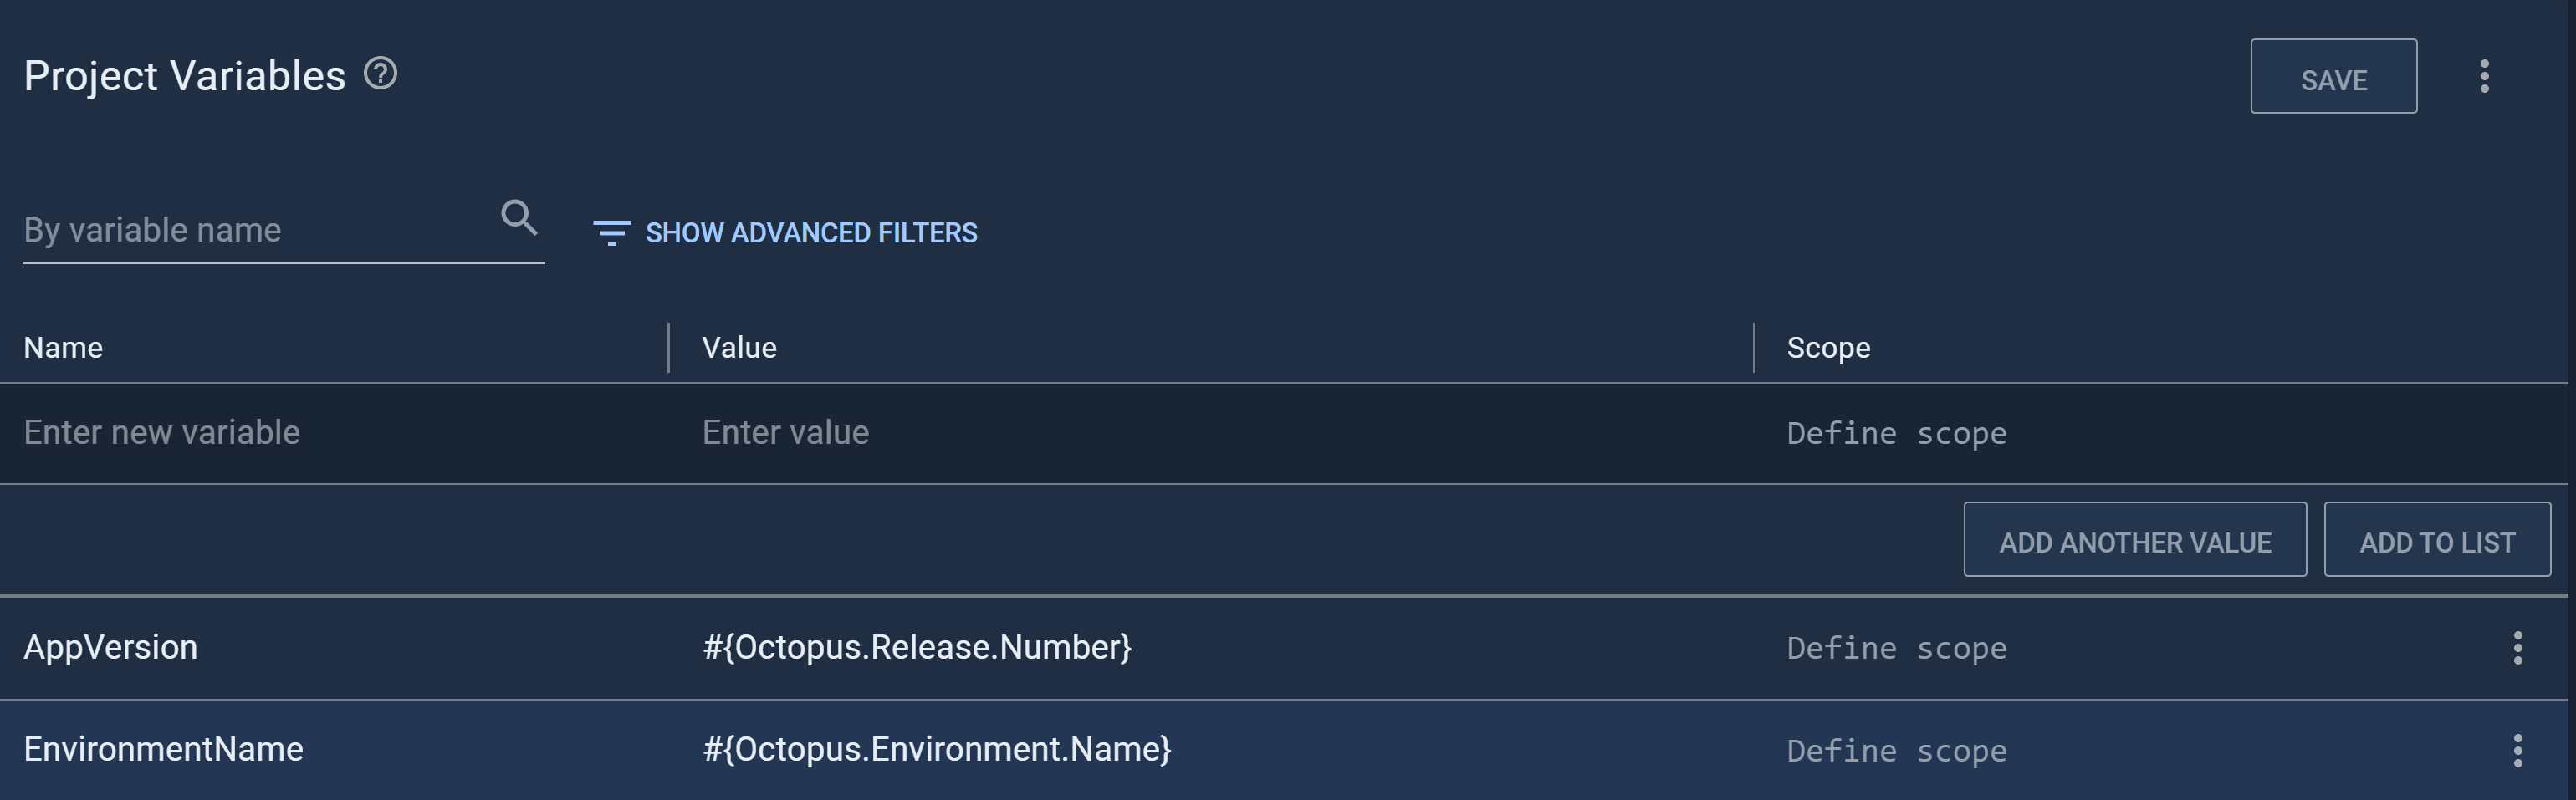 Project Variables
SAVE
By variable name
SHOW ADVANCED FILTERS
Name Value Scope
Enter new variable Enter value Define scope
ADD ANOTHER VALUE ADD TO LIST
AppVersion #{Octopus.Release.Number} Define scope
EnvironmentName #{Octopus.Environment.Name} Define scope